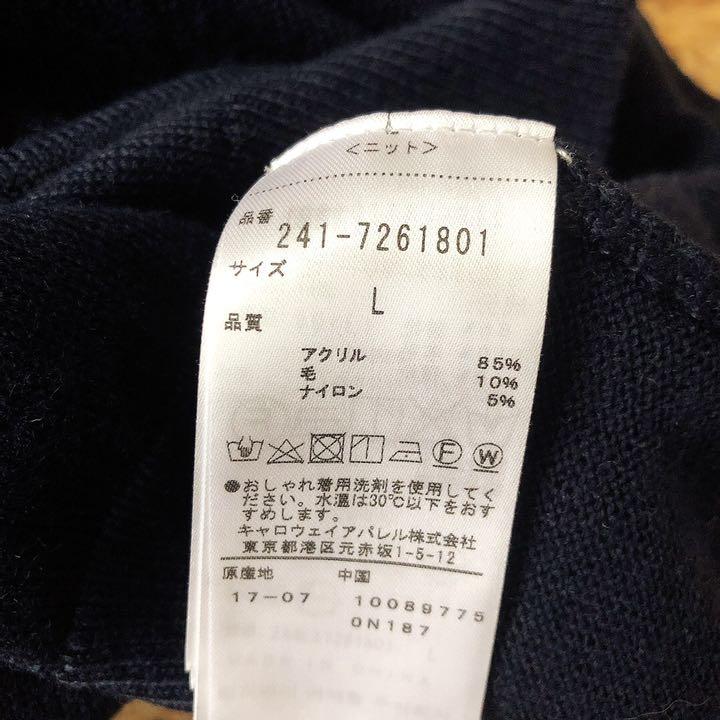 L
<ニット>
品番
241-7261801
サイズ
L
品質
アクリル 85%
毛 10%
ナイロン 5%
●おしゃれ着用洗剤を使用してく
ださい。水温は30℃以下をおす
すめします。
キャロウェイアパレル株式会社
東京都港区元赤坂1-5-12
原産地 中国
17-07 100897750
0N187